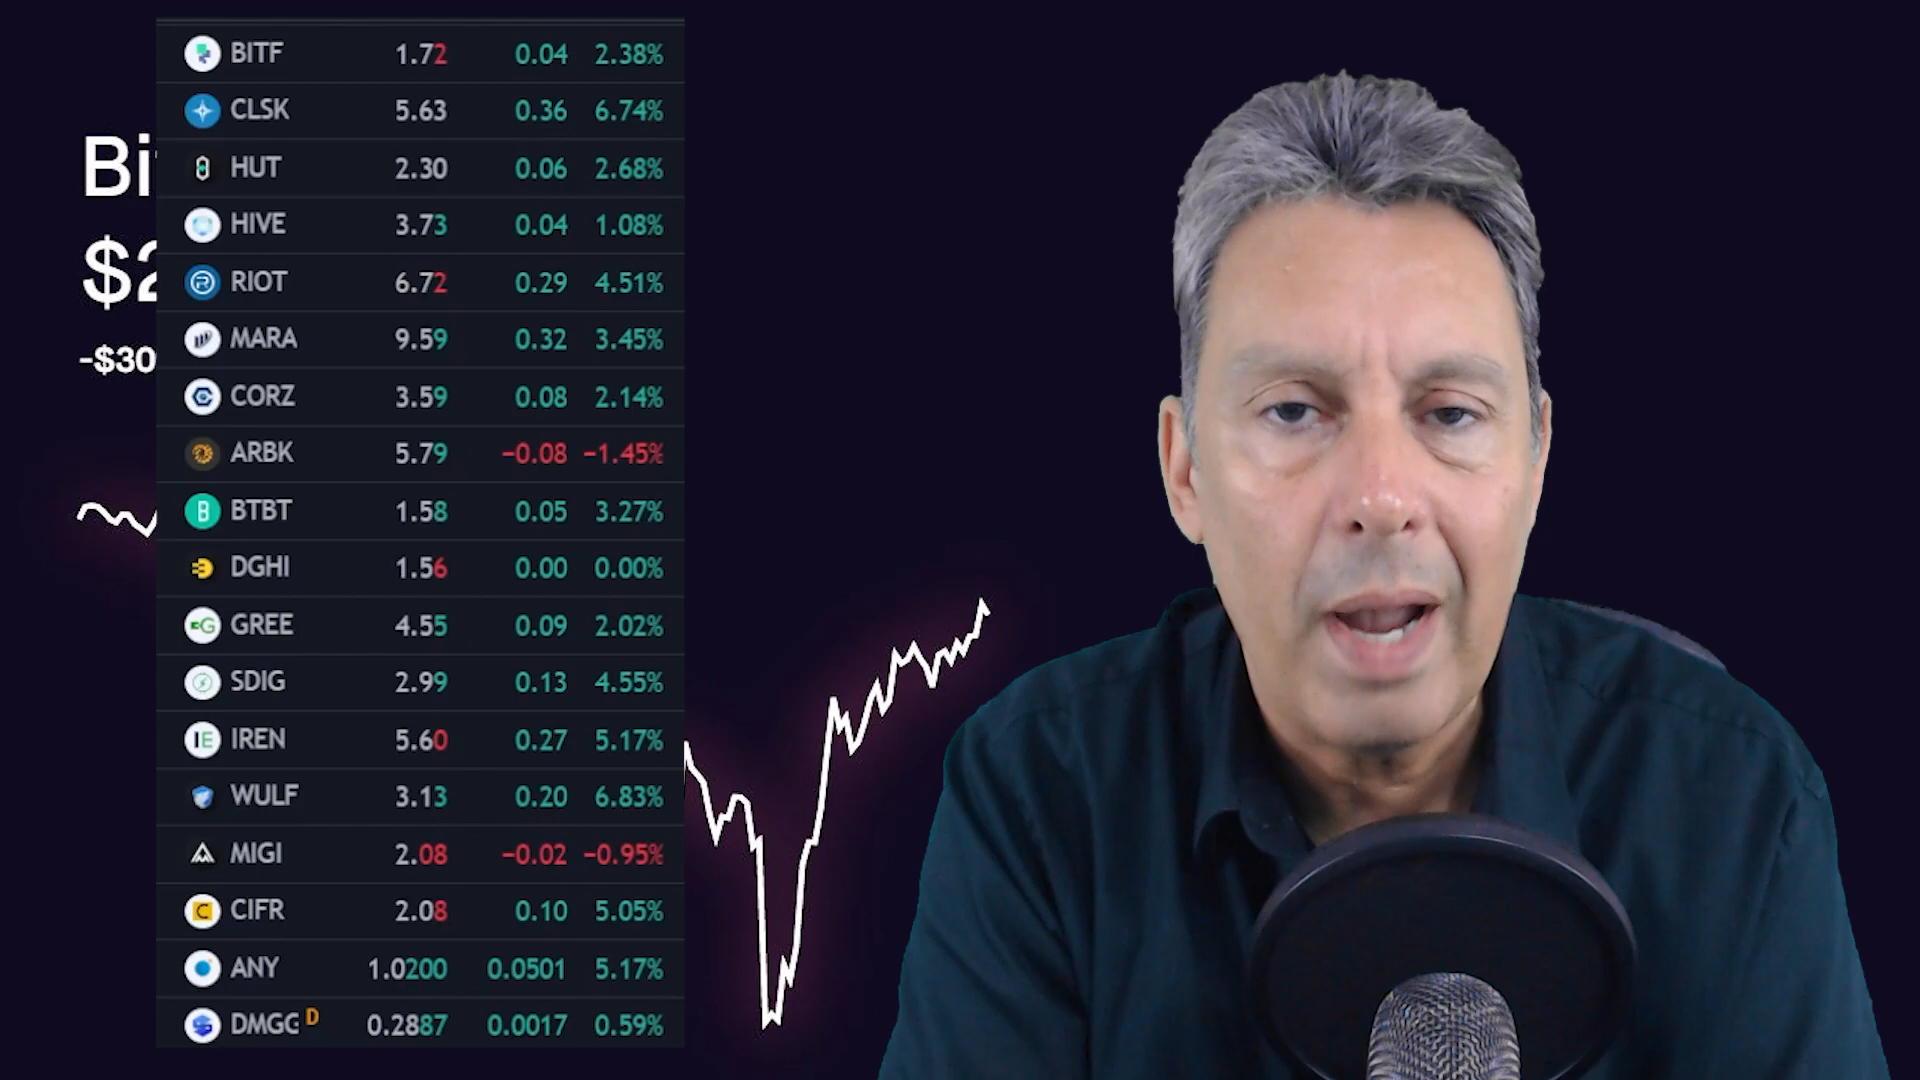 Bi
$2
-$30
BITF 1.72 0.04 2.38%
CLSK 5.63 0.36 6.74%
HUT 2.30 0.06 2.68%
HIVE 3.73 0.04 1.08%
RIOT 6.72 0.29 4.51%
MARA 9.59 0.32 3.45%
CORZ 3.59 0.08 2.14%
ARBK 5.79 −0.08 −1.45%
BTBT 1.58 0.05 3.27%
DGHI 1.56 0.00 0.00%
GREE 4.55 0.09 2.02%
SDIG 2.99 0.13 4.55%
IREN 5.60 0.27 5.17%
WULF 3.13 0.20 6.83%
MIGI 2.08 −0.02 −0.95%
CIFR 2.08 0.10 5.05%
ANY 1.0200 0.0501 5.17%
DMGG D 0.2887 0.0017 0.59%